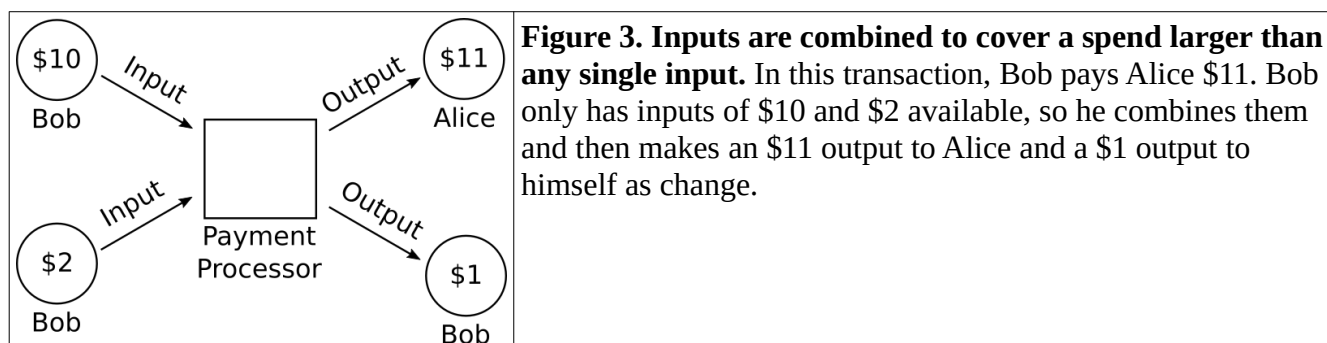 $10
Bob
Input
$2
Bob
Input
Payment
Processor
Output
$11
Alice
Output
$1
Bob
Figure 3. Inputs are combined to cover a spend larger than
any single input. In this transaction, Bob pays Alice $11. Bob
only has inputs of $10 and $2 available, so he combines them
and then makes an $11 output to Alice and a $1 output to
himself as change.